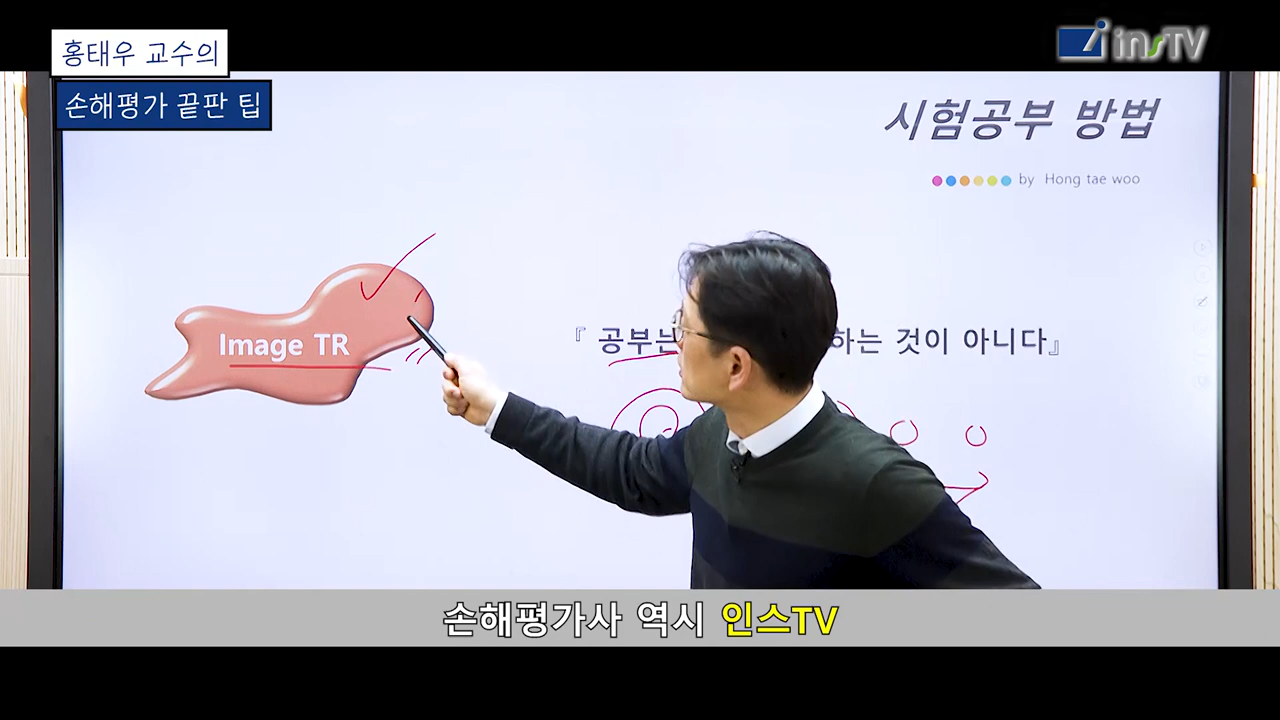 홍태우 교수의
손해평가 끝판 팁
insTV
시험공부 방법
by Hong tae woo
Image TR
『 공부는 하는 것이 아니다』
손해평가사 역시 인스TV